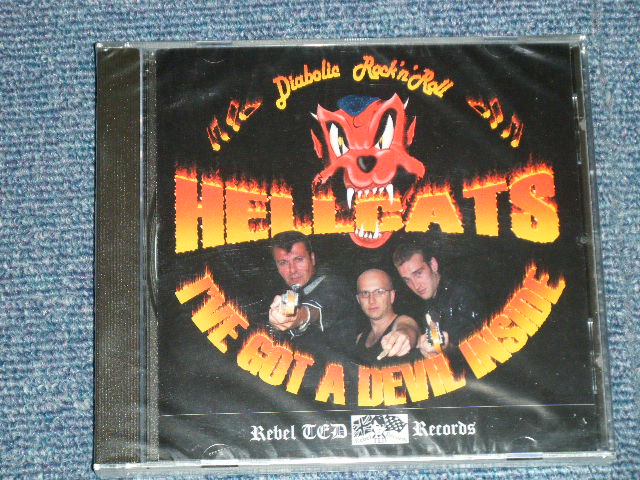 Diabolic Rock'n'Roll
HELLCATS
I'VE GOT A DEVIL INSIDE
Rebel TED Records